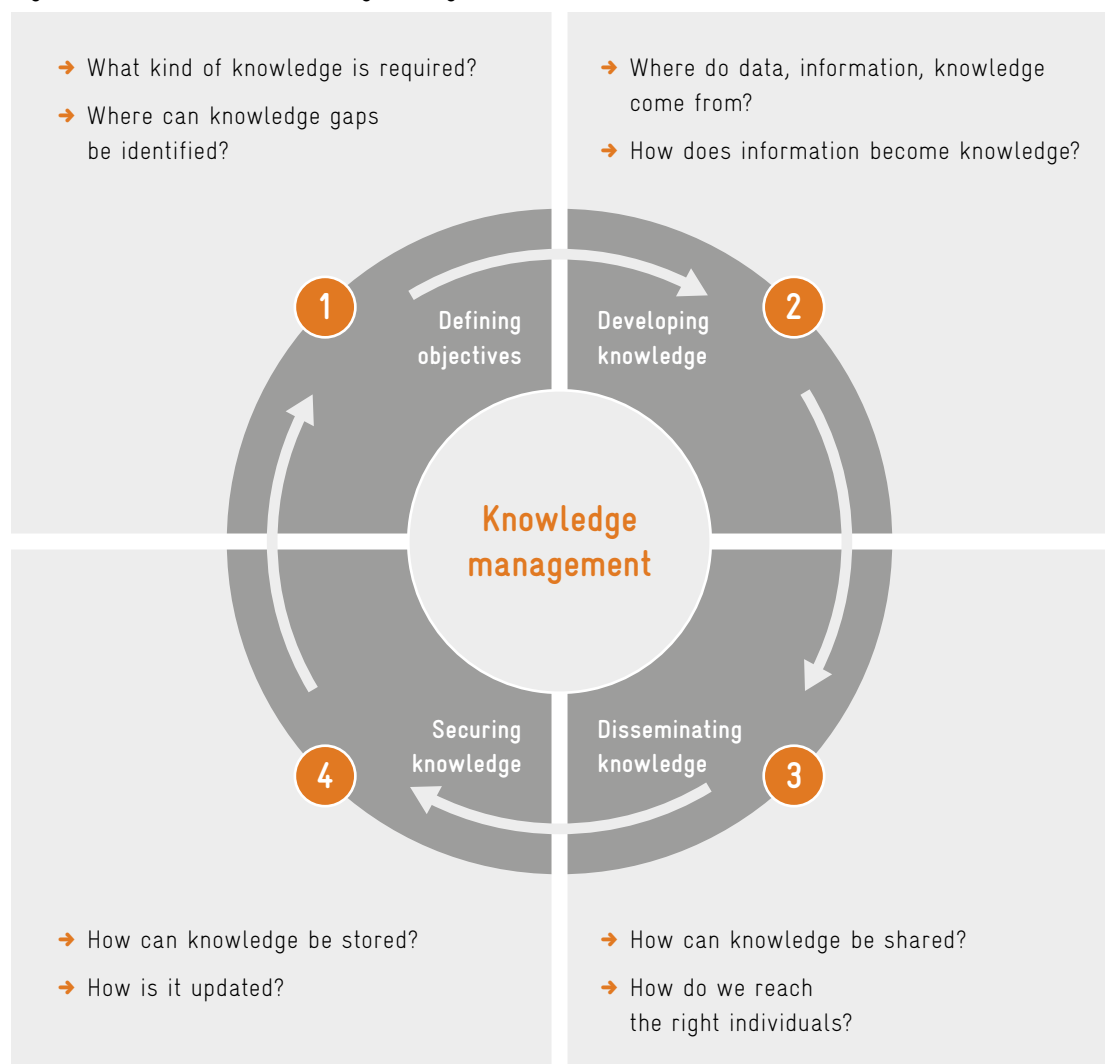 → What kind of knowledge is required?
→ Where can knowledge gaps
be identified?
→ Where do data, information, knowledge
come from?
→ How does information become knowledge?
1
Defining
objectives
2
Developing
knowledge
Knowledge
management
4
Securing
knowledge
3
Disseminating
knowledge
→ How can knowledge be stored?
→ How is it updated?
→ How can knowledge be shared?
→ How do we reach
the right individuals?